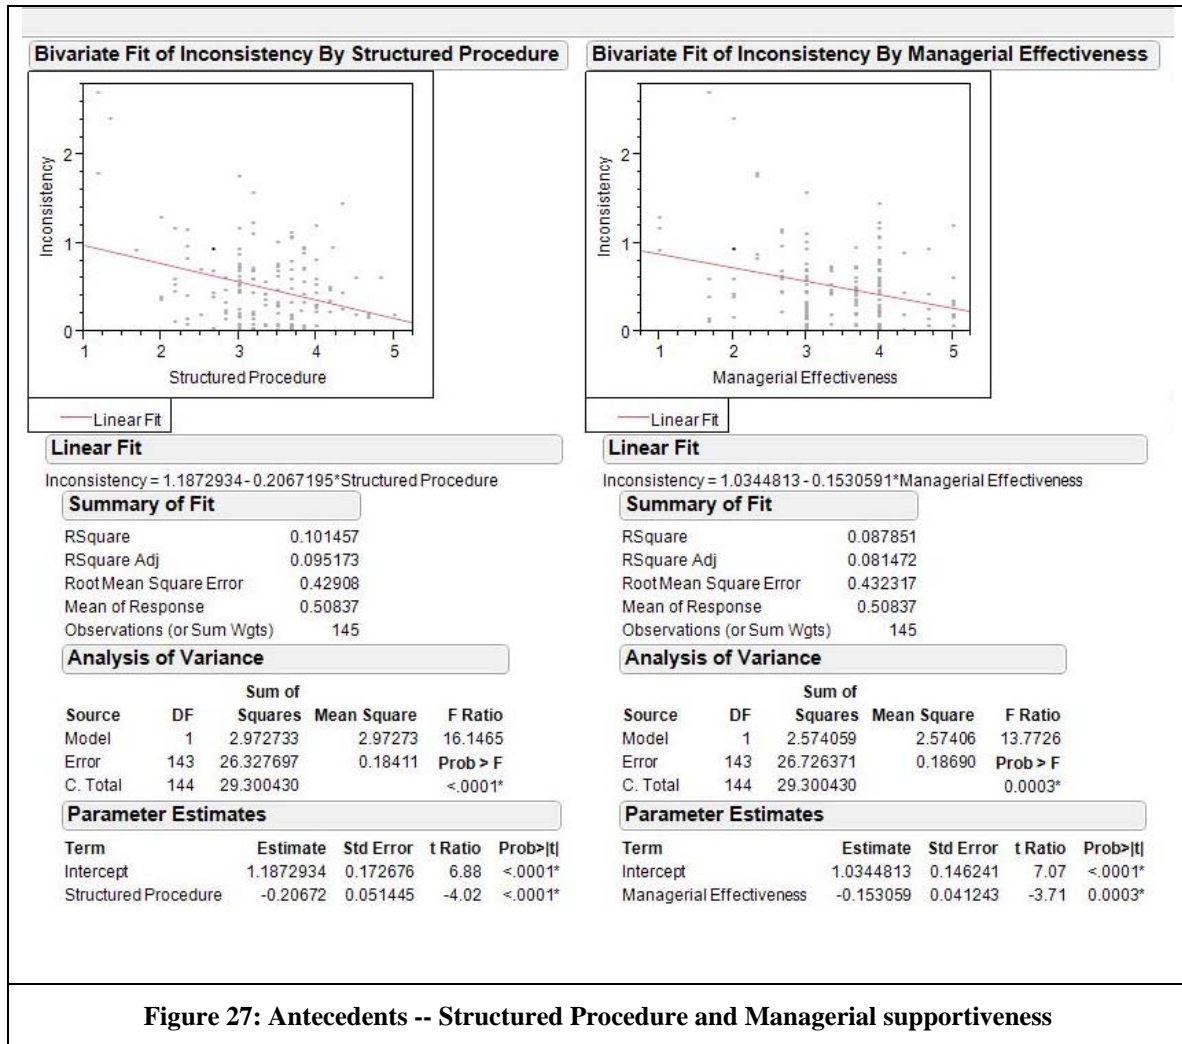 Bivariate Fit of Inconsistency By Structured Procedure
Inconsistency
2
1
0
1 2 3 4 5
Structured Procedure
Linear Fit
Linear Fit
Inconsistency = 1.1872934 - 0.2067195*Structured Procedure
Summary of Fit
RSquare 0.101457
RSquare Adj 0.095173
Root Mean Square Error 0.42908
Mean of Response 0.50837
Observations (or Sum Wgts) 145
Analysis of Variance
Sum of
Source DF Squares Mean Square F Ratio
Model 1 2.972733 2.97273 16.1465
Error 143 26.327697 0.18411 Prob > F
C. Total 144 29.300430 <.0001*
Parameter Estimates
Term Estimate Std Error t Ratio Prob>|t|
Intercept 1.1872934 0.172676 6.88 <.0001*
Structured Procedure -0.20672 0.051445 -4.02 <.0001*
Bivariate Fit of Inconsistency By Managerial Effectiveness
Inconsistency
2
1
0
1 2 3 4 5
Managerial Effectiveness
Linear Fit
Linear Fit
Inconsistency = 1.0344813 - 0.1530591*Managerial Effectiveness
Summary of Fit
RSquare 0.087851
RSquare Adj 0.081472
Root Mean Square Error 0.432317
Mean of Response 0.50837
Observations (or Sum Wgts) 145
Analysis of Variance
Sum of
Source DF Squares Mean Square F Ratio
Model 1 2.574059 2.57406 13.7726
Error 143 26.726371 0.18690 Prob > F
C. Total 144 29.300430 0.0003*
Parameter Estimates
Term Estimate Std Error t Ratio Prob>|t|
Intercept 1.0344813 0.146241 7.07 <.0001*
Managerial Effectiveness -0.153059 0.041243 -3.71 0.0003*
Figure 27: Antecedents -- Structured Procedure and Managerial supportiveness